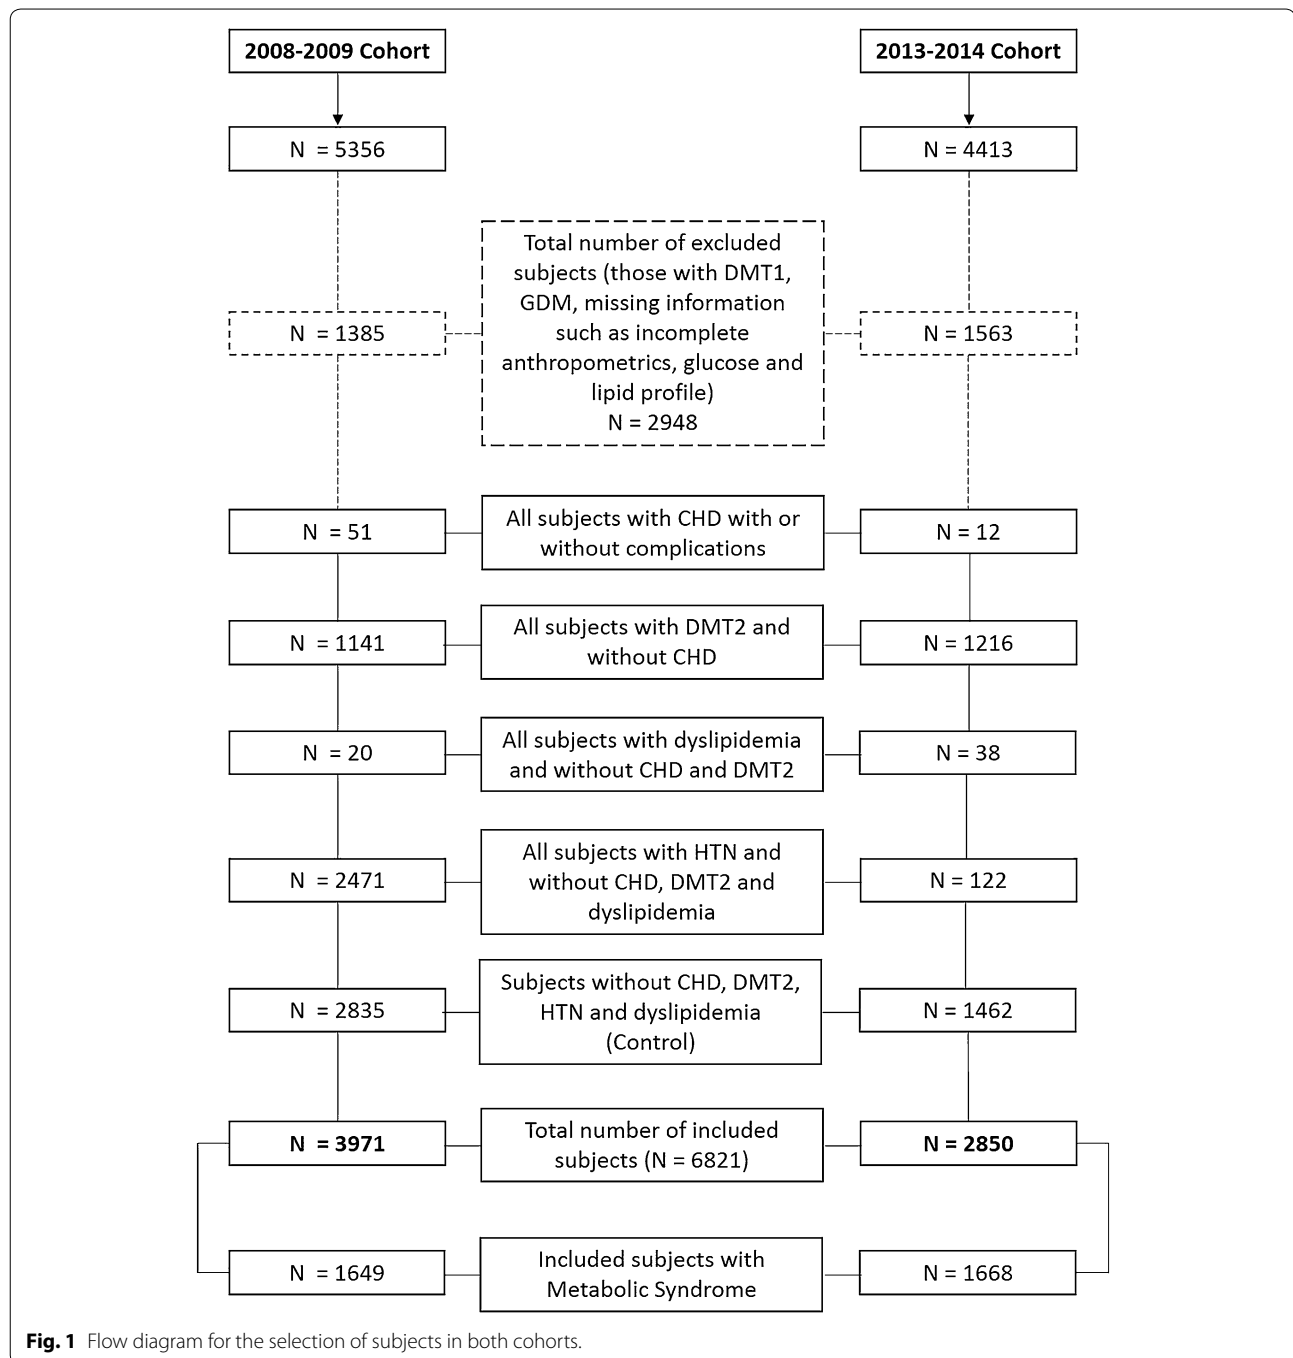 2008-2009 Cohort
2013-2014 Cohort
N = 5356
N = 4413
Total number of excluded
subjects (those with DMT1,
GDM, missing information
such as incomplete
anthropometrics, glucose and
lipid profile)
N = 2948
N = 1385
N = 1563
N = 51
All subjects with CHD with or
without complications
N = 12
N = 1141
All subjects with DMT2 and
without CHD
N = 1216
N = 20
All subjects with dyslipidemia
and without CHD and DMT2
N = 38
N = 2471
All subjects with HTN and
without CHD, DMT2 and
dyslipidemia
N = 122
N = 2835
Subjects without CHD, DMT2,
HTN and dyslipidemia
(Control)
N = 1462
N = 3971
Total number of included
subjects (N = 6821)
N = 2850
N = 1649
Included subjects with
Metabolic Syndrome
N = 1668
Fig. 1 Flow diagram for the selection of subjects in both cohorts.